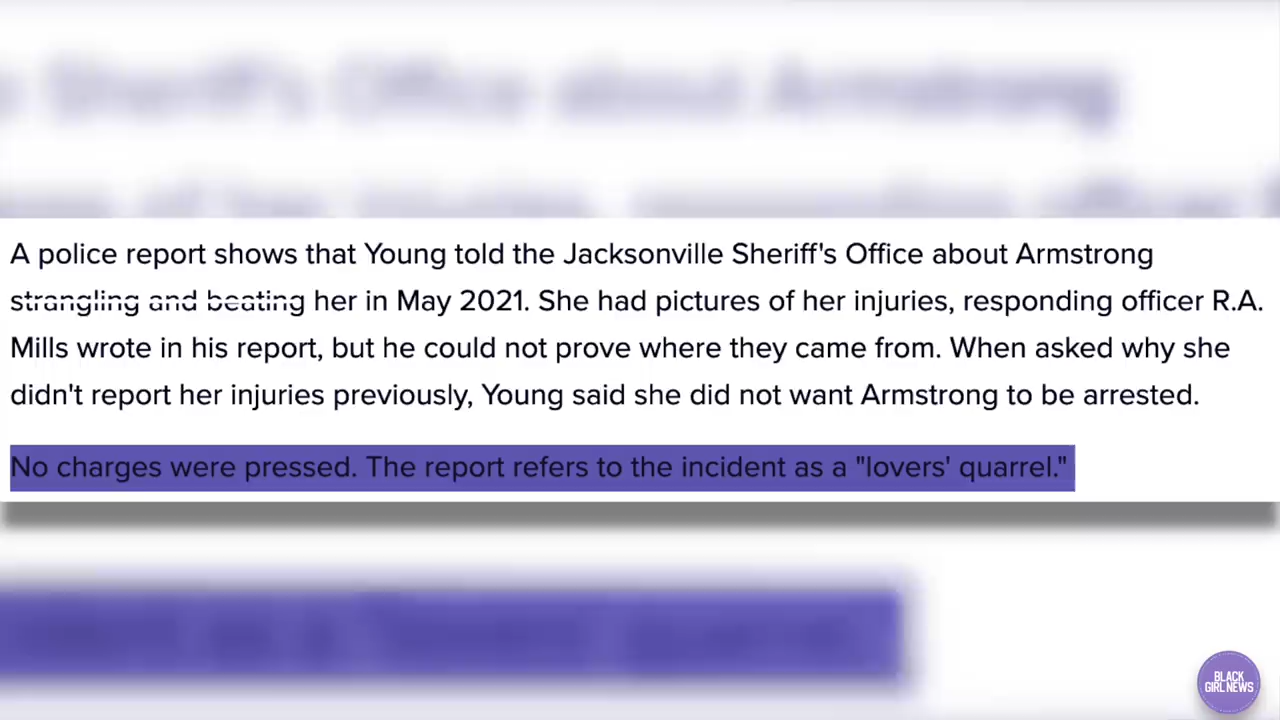 Sheriff's Office about Armstrong
A police report shows that Young told the Jacksonville Sheriff's Office about Armstrong
strangling and beating her in May 2021. She had pictures of her injuries, responding officer R.A.
Mills wrote in his report, but he could not prove where they came from. When asked why she
didn't report her injuries previously, Young said she did not want Armstrong to be arrested.
No charges were pressed. The report refers to the incident as a "lovers' quarrel."
BLACK
GIRL NEWS